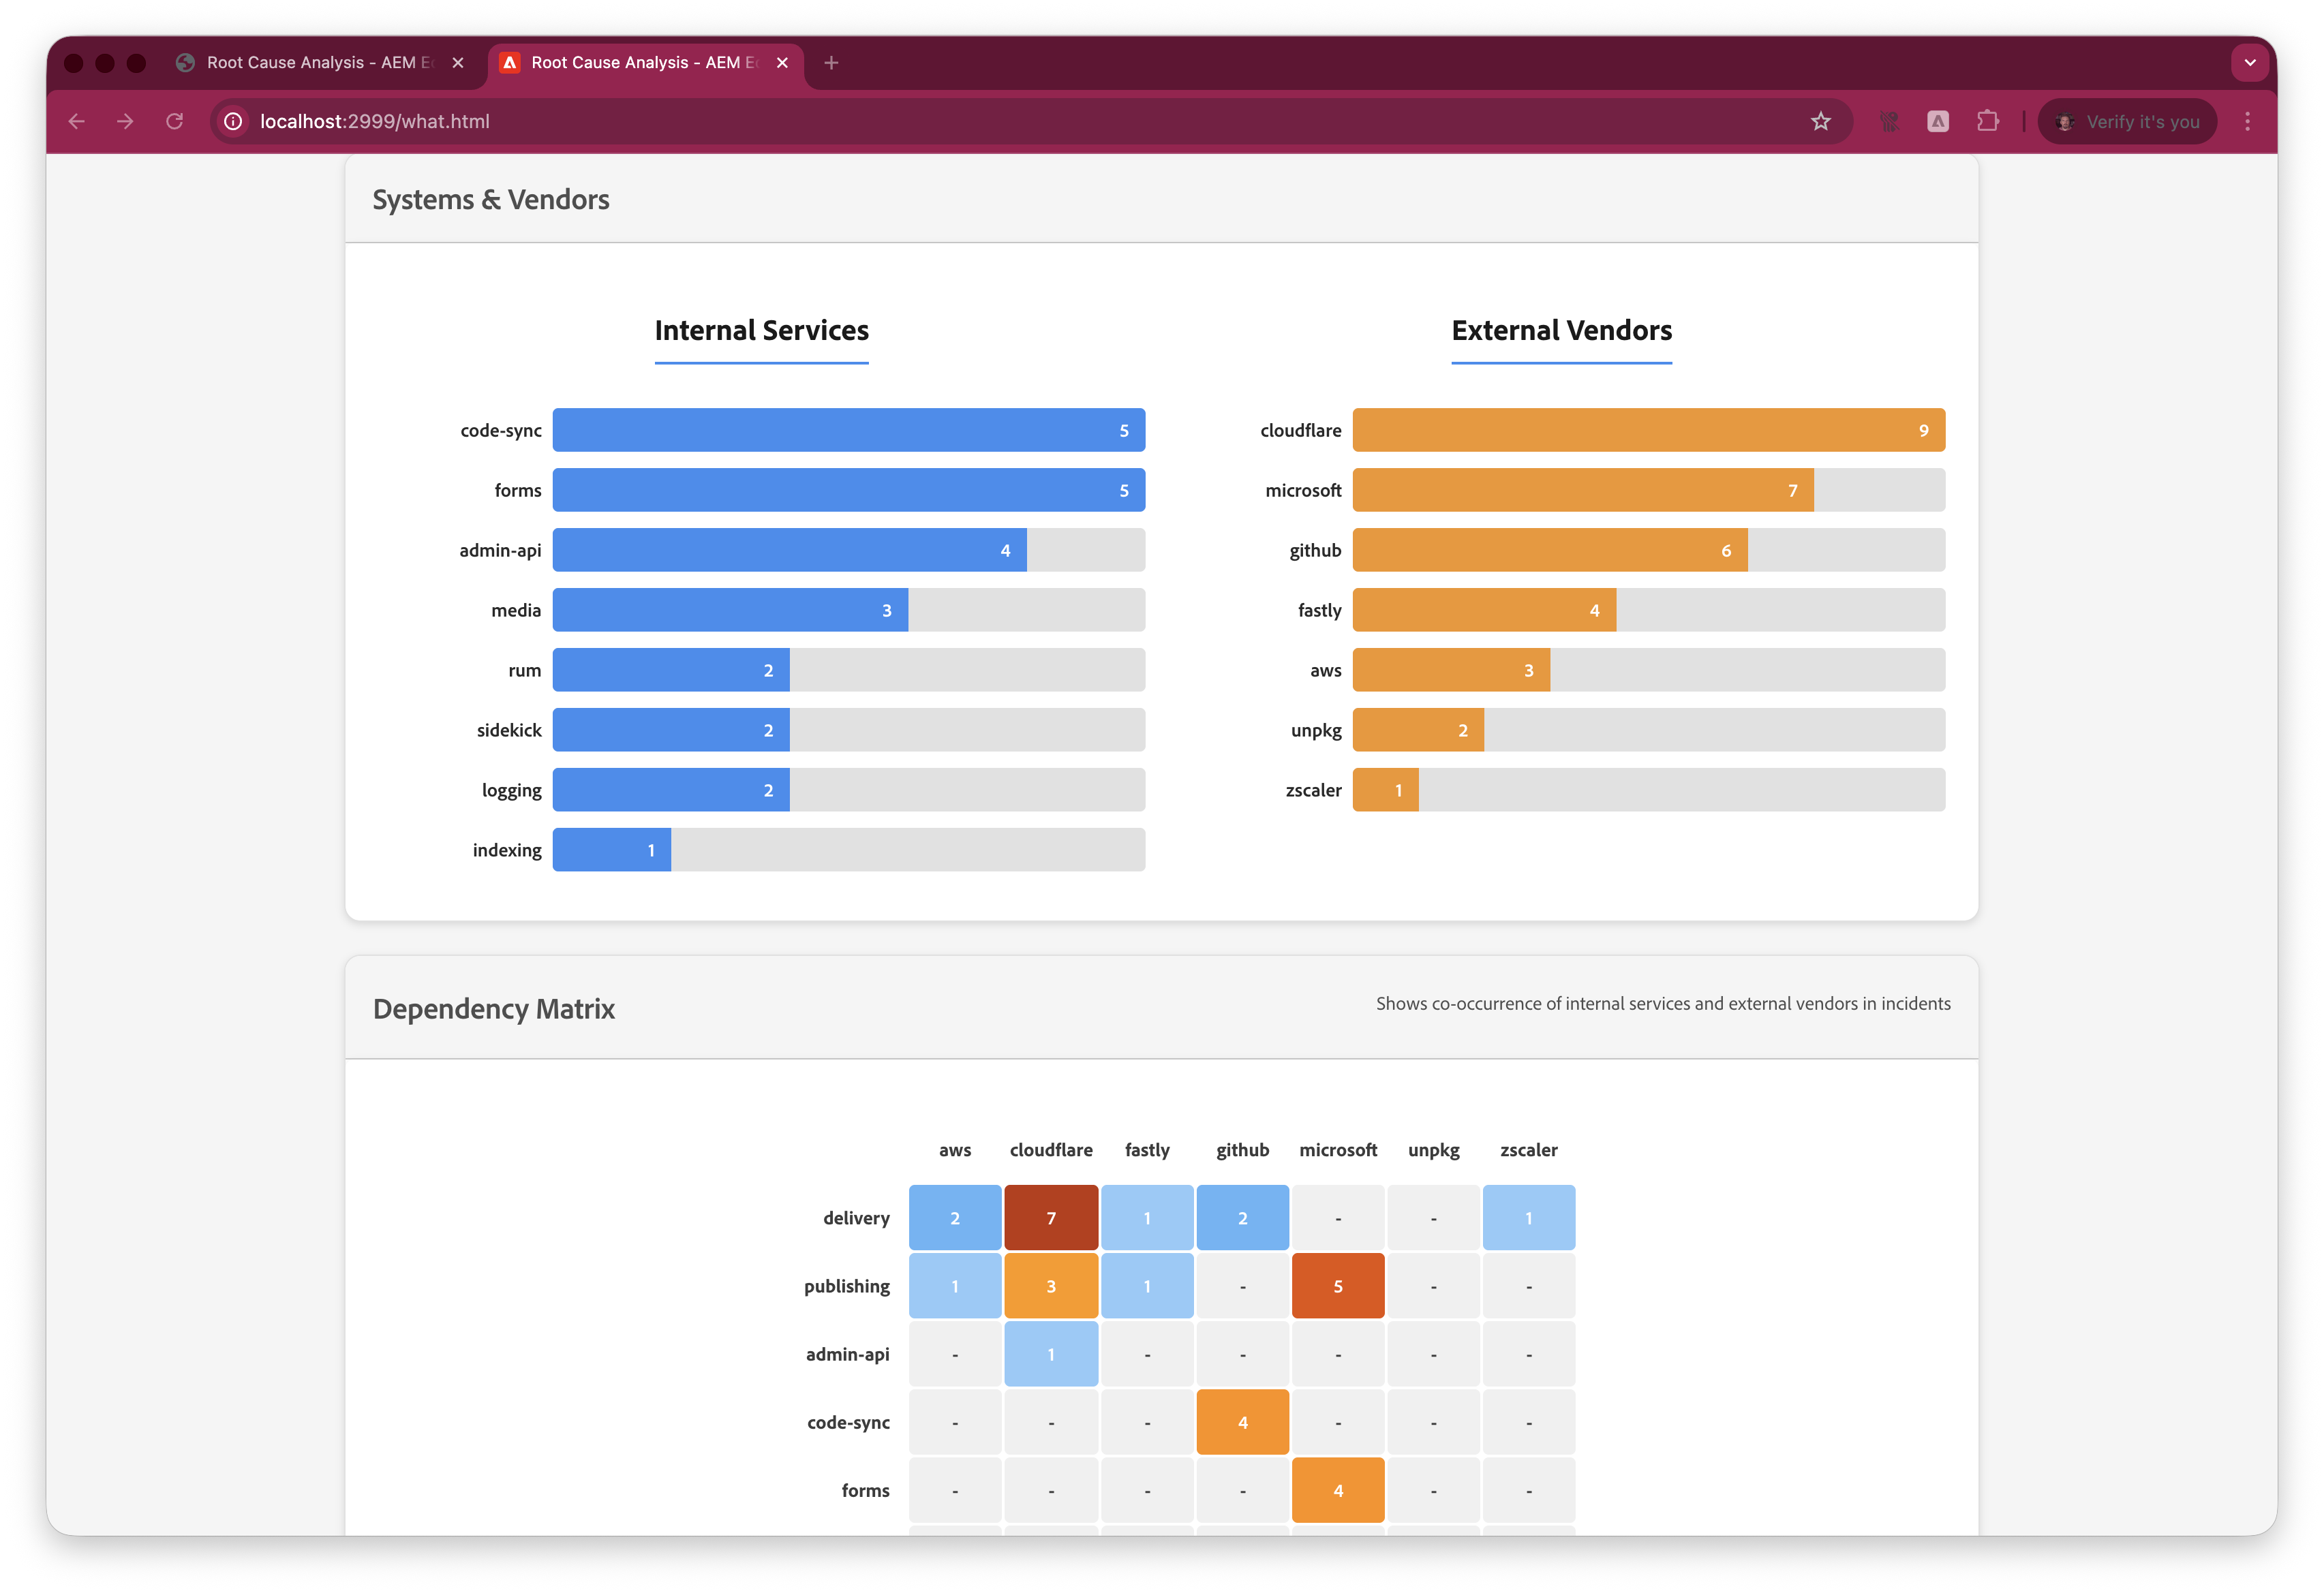 Root Cause Analysis - AEM E
Root Cause Analysis - AEM E
localhost:2999/what.html
Verify it's you
Systems & Vendors
Internal Services
code-sync 5
forms 5
admin-api 4
media 3
rum 2
sidekick 2
logging 2
indexing 1
External Vendors
cloudflare 9
microsoft 7
github 6
fastly 4
aws 3
unpkg 2
zscaler 1
Dependency Matrix
Shows co-occurrence of internal services and external vendors in incidents
aws cloudflare fastly github microsoft unpkg zscaler
delivery 2 7 1 2 - - 1
publishing 1 3 1 - 5 - -
admin-api - 1 - - - - -
code-sync - - - 4 - - -
forms - - - - 4 - -